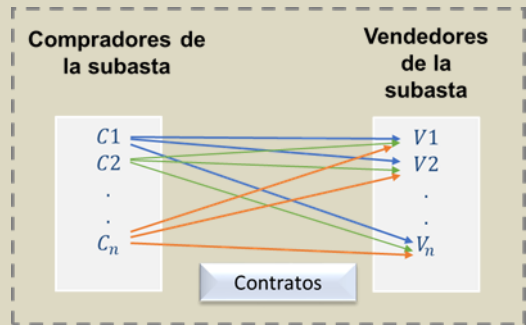 Compradores de
la subasta
C1
C2
.
.
Cn
Vendedores
de la
subasta
V1
V2
.
.
Vn
Contratos